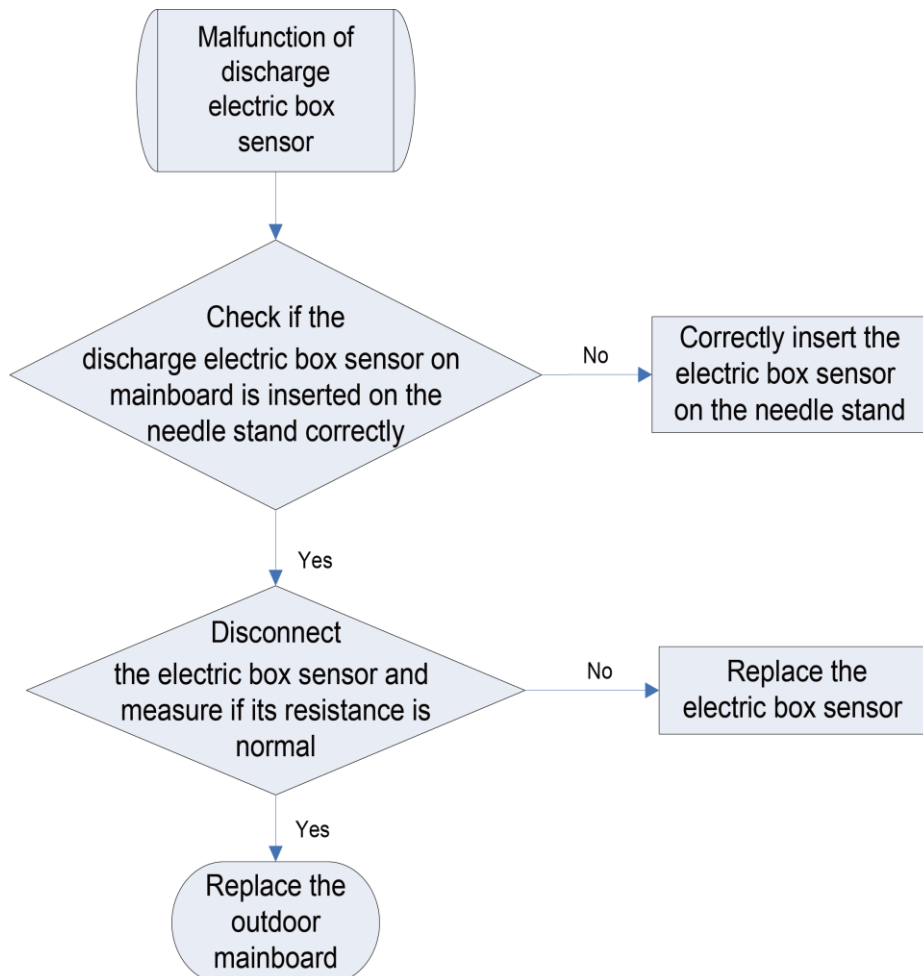 Malfunction of
discharge
electric box
sensor
Check if the
discharge electric box sensor on
mainboard is inserted on the
needle stand correctly
No
Correctly insert the
electric box sensor
on the needle stand
Yes
Disconnect
the electric box sensor and
measure if its resistance is
normal
No
Replace the
electric box sensor
Yes
Replace the
outdoor
mainboard